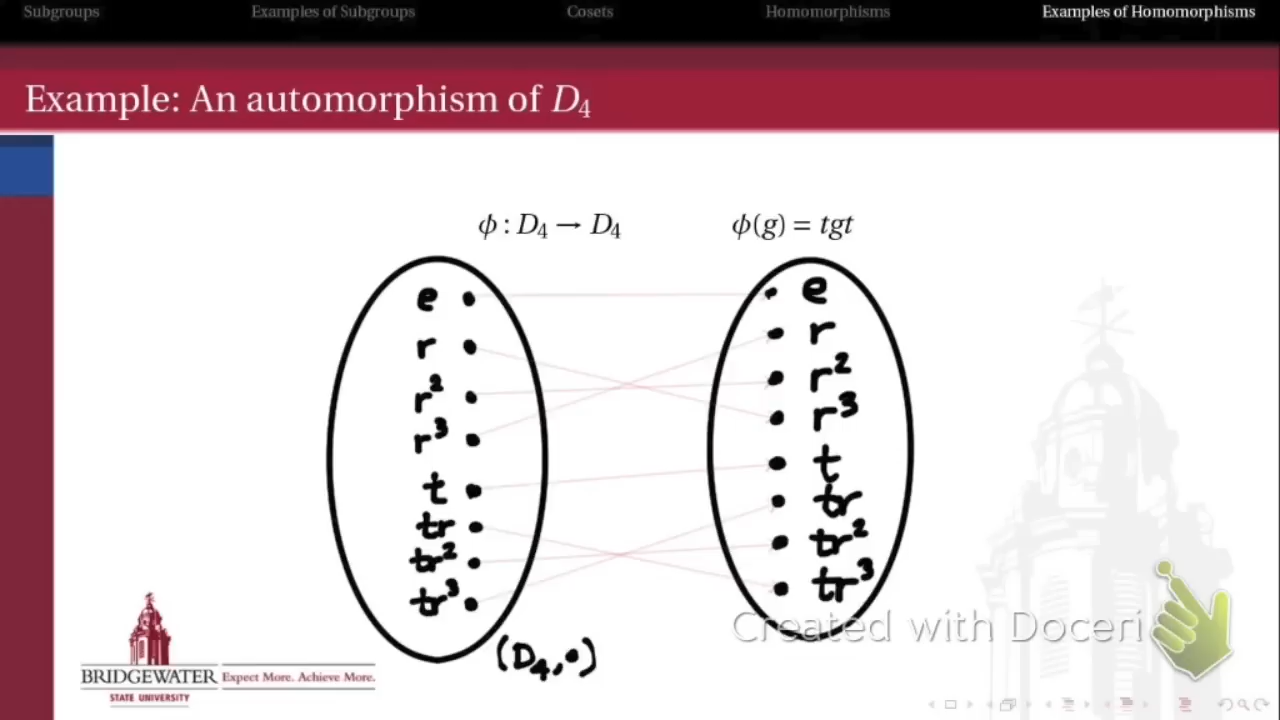 Subgroups Examples of Subgroups Cosets Homomorphisms Examples of Homomorphisms
Example: An automorphism of D₄
ϕ : D₄ → D₄ ϕ(g) = tgt
e e
r r
r² r²
r³ r³
t t
tr tr
tr² tr²
tr³ tr³
Created with Doceri
(D₄, •)
BRIDGEWATER Expect More. Achieve More.
STATE UNIVERSITY